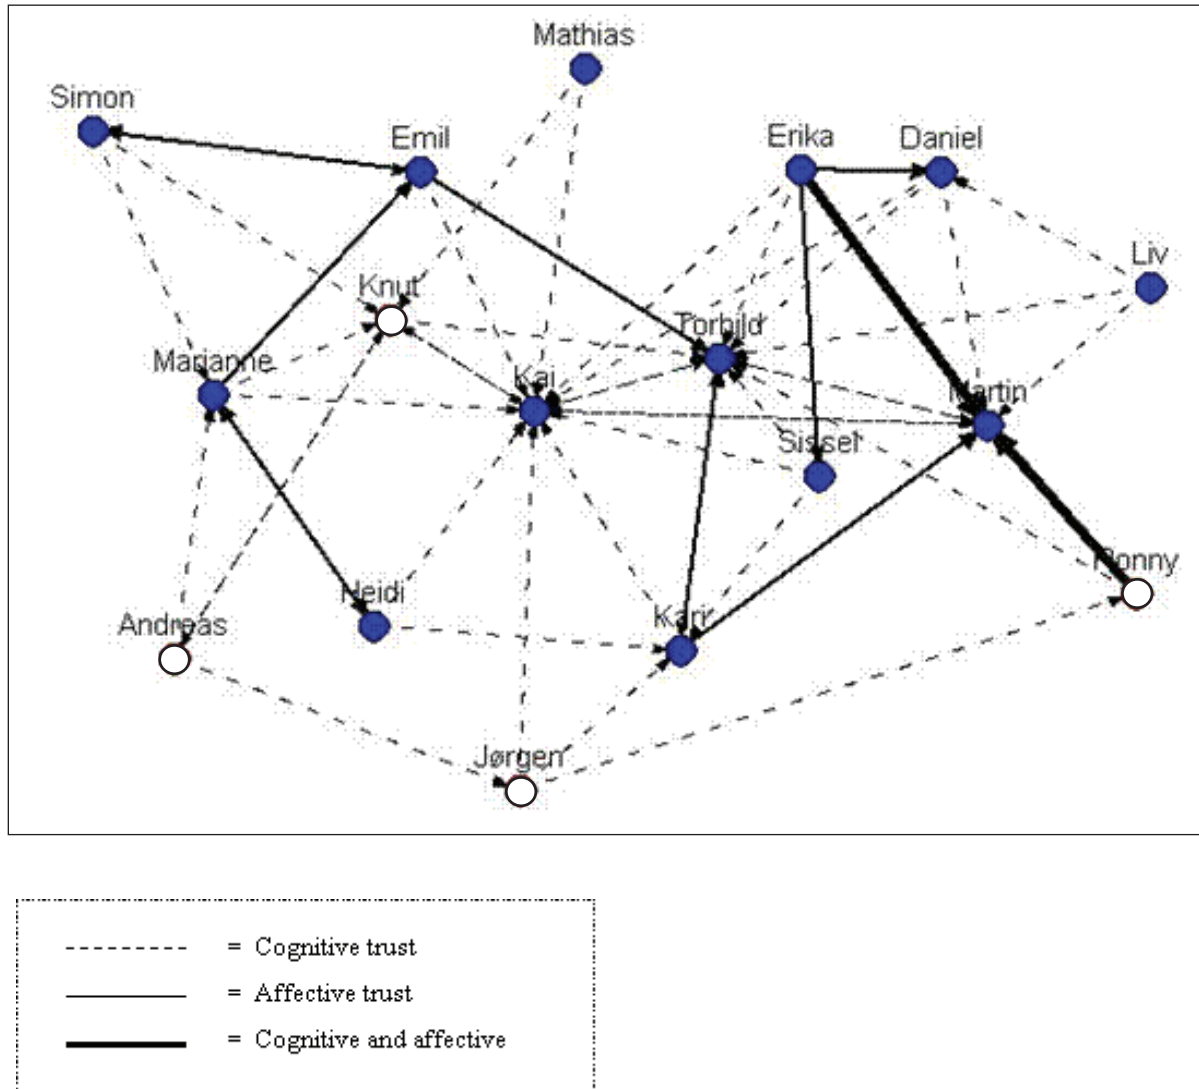 Mathias
Simon
Emil
Erika
Daniel
Liv
Knut
Torhild
Marianne
Kai
Martin
Sissel
Heidi
Ronny
Andreas
Kari
Jørgen
= Cognitive trust
= Affective trust
= Cognitive and affective